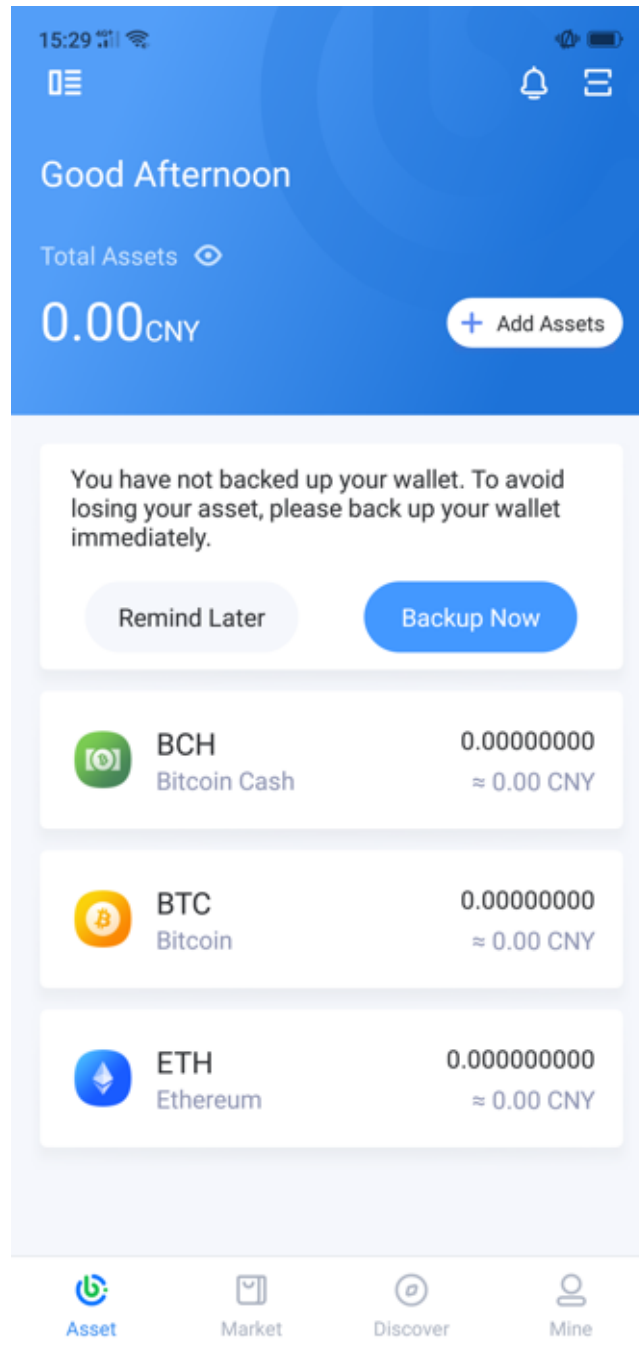 15:29
Good Afternoon
Total Assets
0.00CNY
+ Add Assets
You have not backed up your wallet. To avoid
losing your asset, please back up your wallet
immediately.
Remind Later Backup Now
BCH 0.00000000
Bitcoin Cash ≈ 0.00 CNY
BTC 0.00000000
Bitcoin ≈ 0.00 CNY
ETH 0.000000000
Ethereum ≈ 0.00 CNY
Asset Market Discover Mine